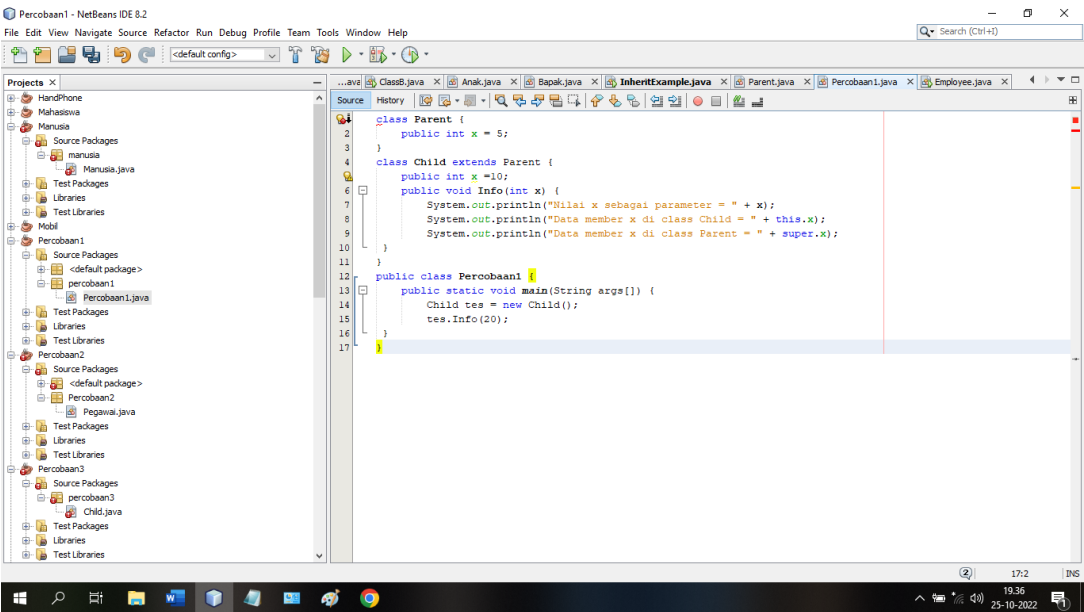 Percobaan1 - NetBeans IDE 8.2
File Edit View Navigate Source Refactor Run Debug Profile Team Tools Window Help
Search (Ctrl+I)
<default config>
Projects
HandPhone
Mahasiswa
Manusia
Source Packages
manusia
Manusia.java
Test Packages
Libraries
Test Libraries
Mobil
Percobaan1
Source Packages
<default package>
percobaan1
Percobaan1.java
Test Packages
Libraries
Test Libraries
Percobaan2
Source Packages
<default package>
Percobaan2
Pegawai.java
Test Packages
Libraries
Test Libraries
Percobaan3
Source Packages
percobaan3
Child.java
Test Packages
Libraries
Test Libraries
...ava ClassB.java Anak.java Bapak.java InheritExample.java Parent.java Percobaan1.java Employee.java
Source History
class Parent {
2 public int x = 5;
3 }
4 class Child extends Parent {
public int x =10;
6 public void Info(int x) {
7 System.out.println("Nilai x sebagai parameter = " + x);
8 System.out.println("Data member x di class Child = " + this.x);
9 System.out.println("Data member x di class Parent = " + super.x);
10 }
11 }
12 public class Percobaan1 {
13 public static void main(String args[]) {
14 Child tes = new Child();
15 tes.Info(20);
16 }
17 }
2 17:2 INS
19.36
25-10-2022
1